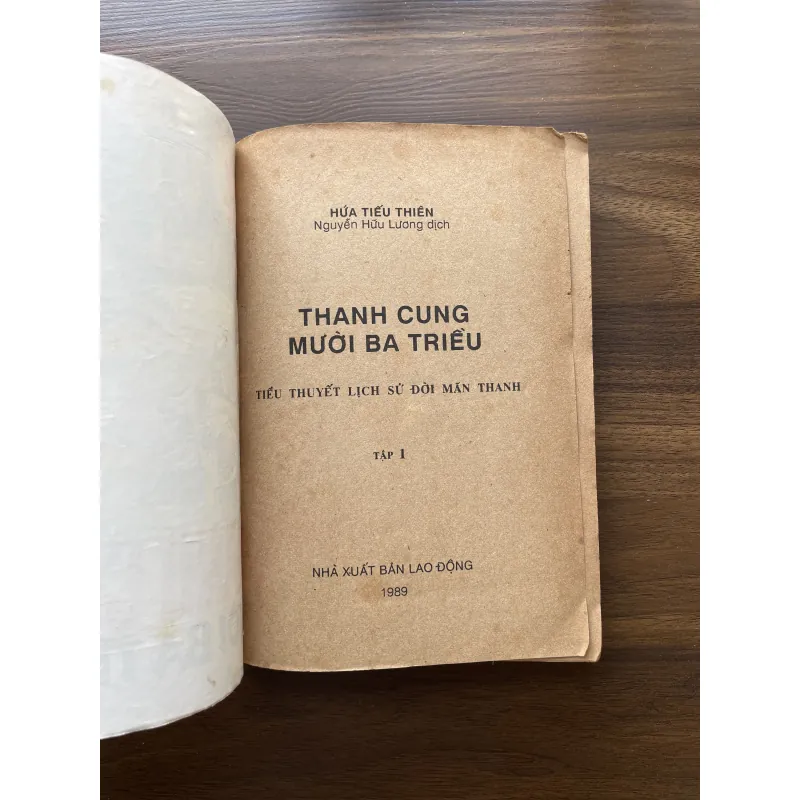 HỨA TIẾU THIÊN
Nguyễn Hữu Lương dịch
THANH CUNG
MƯỜI BA TRIỀU
TIỂU THUYẾT LỊCH SỬ ĐỜI MÃN THANH
TẬP 1
NHÀ XUẤT BẢN LAO ĐỘNG
1989